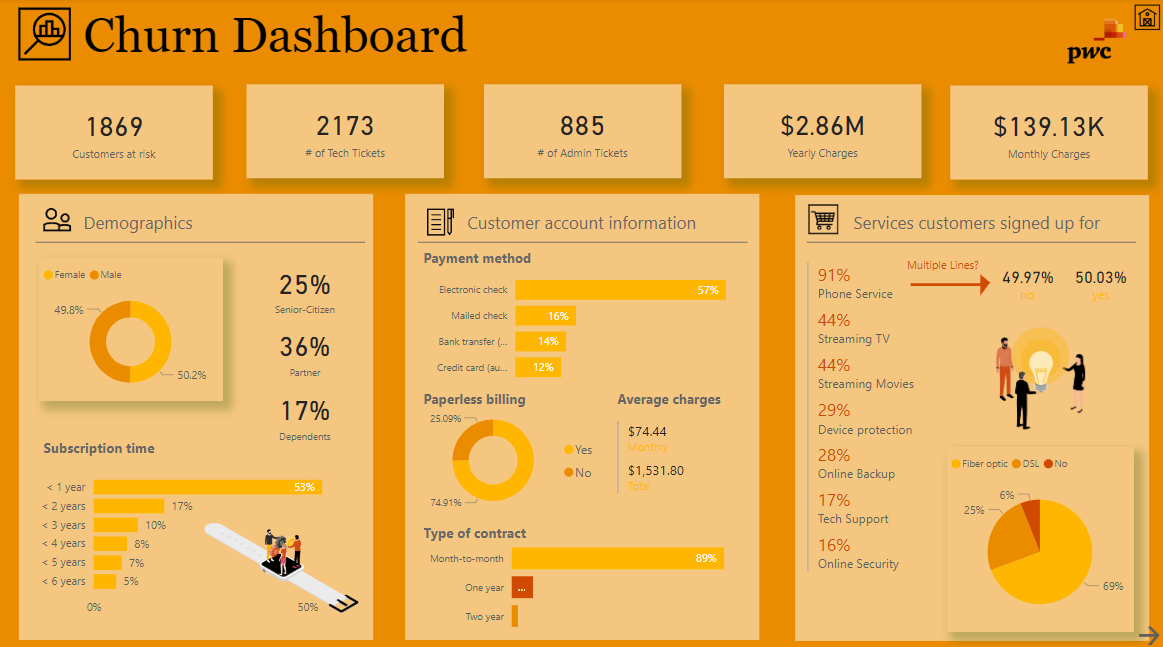 Churn Dashboard
pwc
1869
Customers at risk
2173
# of Tech Tickets
885
# of Admin Tickets
$2.86M
Yearly Charges
$139.13K
Monthly Charges
Demographics
Female Male
49.8%
50.2%
25%
Senior-Citizen
36%
Partner
17%
Dependents
Subscription time
< 1 year 53%
< 2 years 17%
< 3 years 10%
< 4 years 8%
< 5 years 7%
< 6 years 5%
0% 50%
Customer account information
Payment method
Electronic check 57%
Mailed check 16%
Bank transfer (... 14%
Credit card (au... 12%
Paperless billing
25.09%
74.91%
Yes
No
Average charges
$74.44
Monthly
$1,531.80
Total
Type of contract
Month-to-month 89%
One year ...
Two year
Services customers signed up for
91%
Phone Service
Multiple Lines?
49.97%
no
50.03%
yes
44%
Streaming TV
44%
Streaming Movies
29%
Device protection
28%
Online Backup
17%
Tech Support
16%
Online Security
Fiber optic DSL No
6%
25%
69%